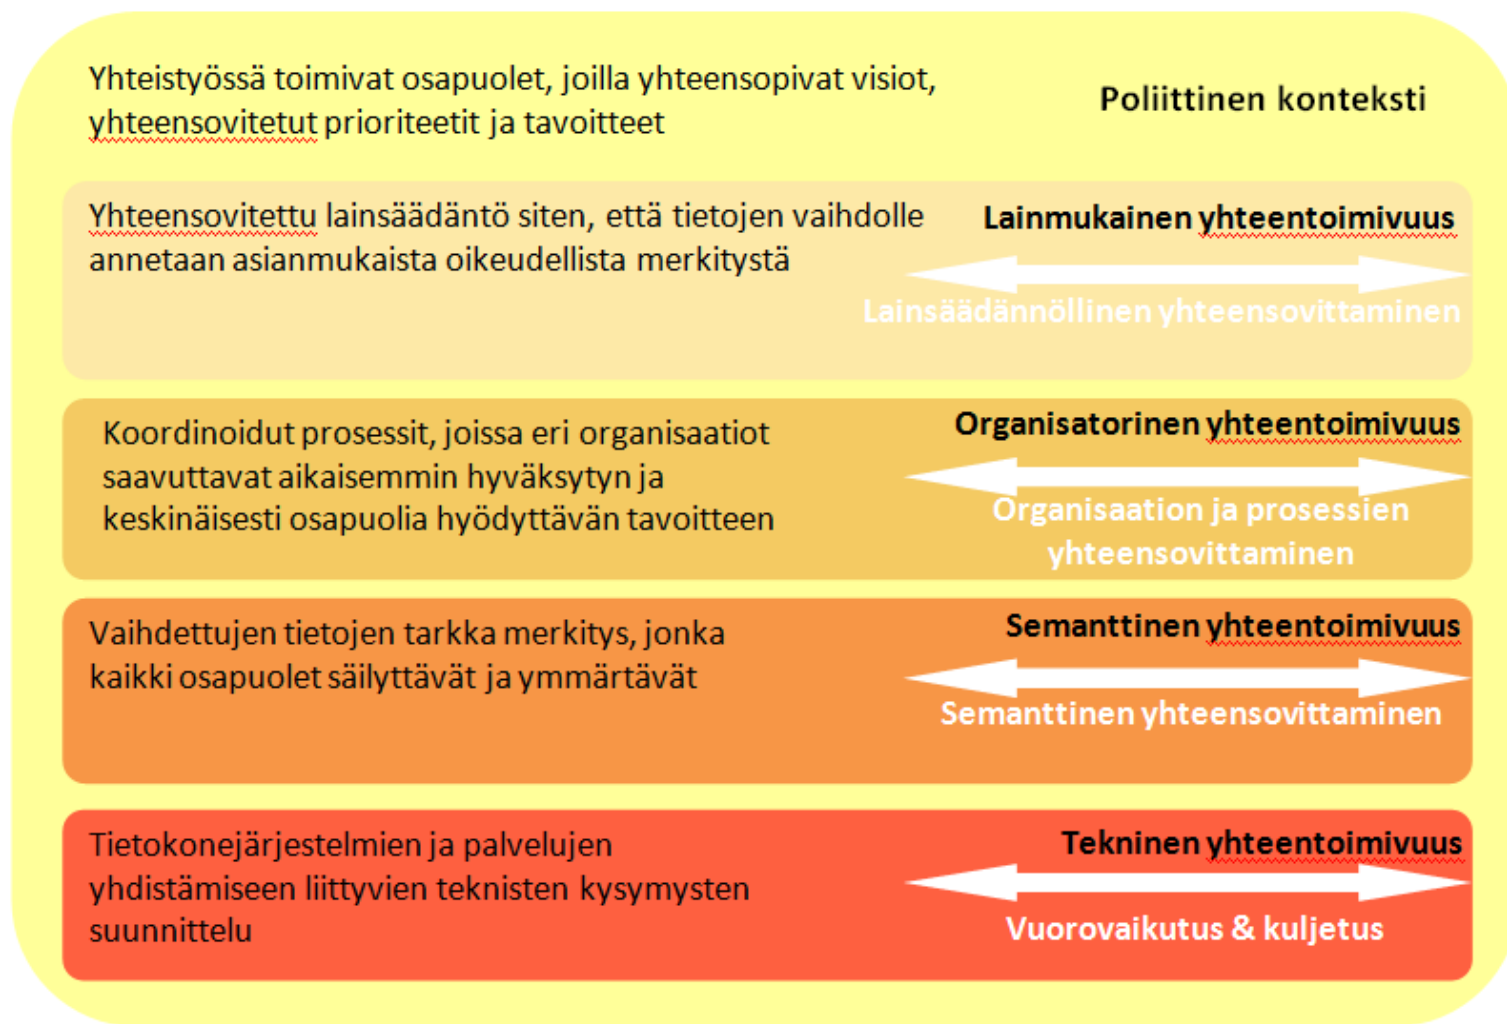 Yhteistyössä toimivat osapuolet, joilla yhteensopivat visiot,
yhteensovitetut prioriteetit ja tavoitteet
Poliittinen konteksti
Yhteensovitettu lainsäädäntö siten, että tietojen vaihdolle
annetaan asianmukaista oikeudellista merkitystä
Lainmukainen yhteentoimivuus
Lainsäädännöllinen yhteensovittaminen
Koordinoidut prosessit, joissa eri organisaatiot
saavuttavat aikaisemmin hyväksytyn ja
keskinäisesti osapuolia hyödyttävän tavoitteen
Organisatorinen yhteentoimivuus
Organisaation ja prosessien
yhteensovittaminen
Vaihdettujen tietojen tarkka merkitys, jonka
kaikki osapuolet säilyttävät ja ymmärtävät
Semanttinen yhteentoimivuus
Semanttinen yhteensovittaminen
Tietokonejärjestelmien ja palvelujen
yhdistämiseen liittyvien teknisten kysymysten
suunnittelu
Tekninen yhteentoimivuus
Vuorovaikutus & kuljetus